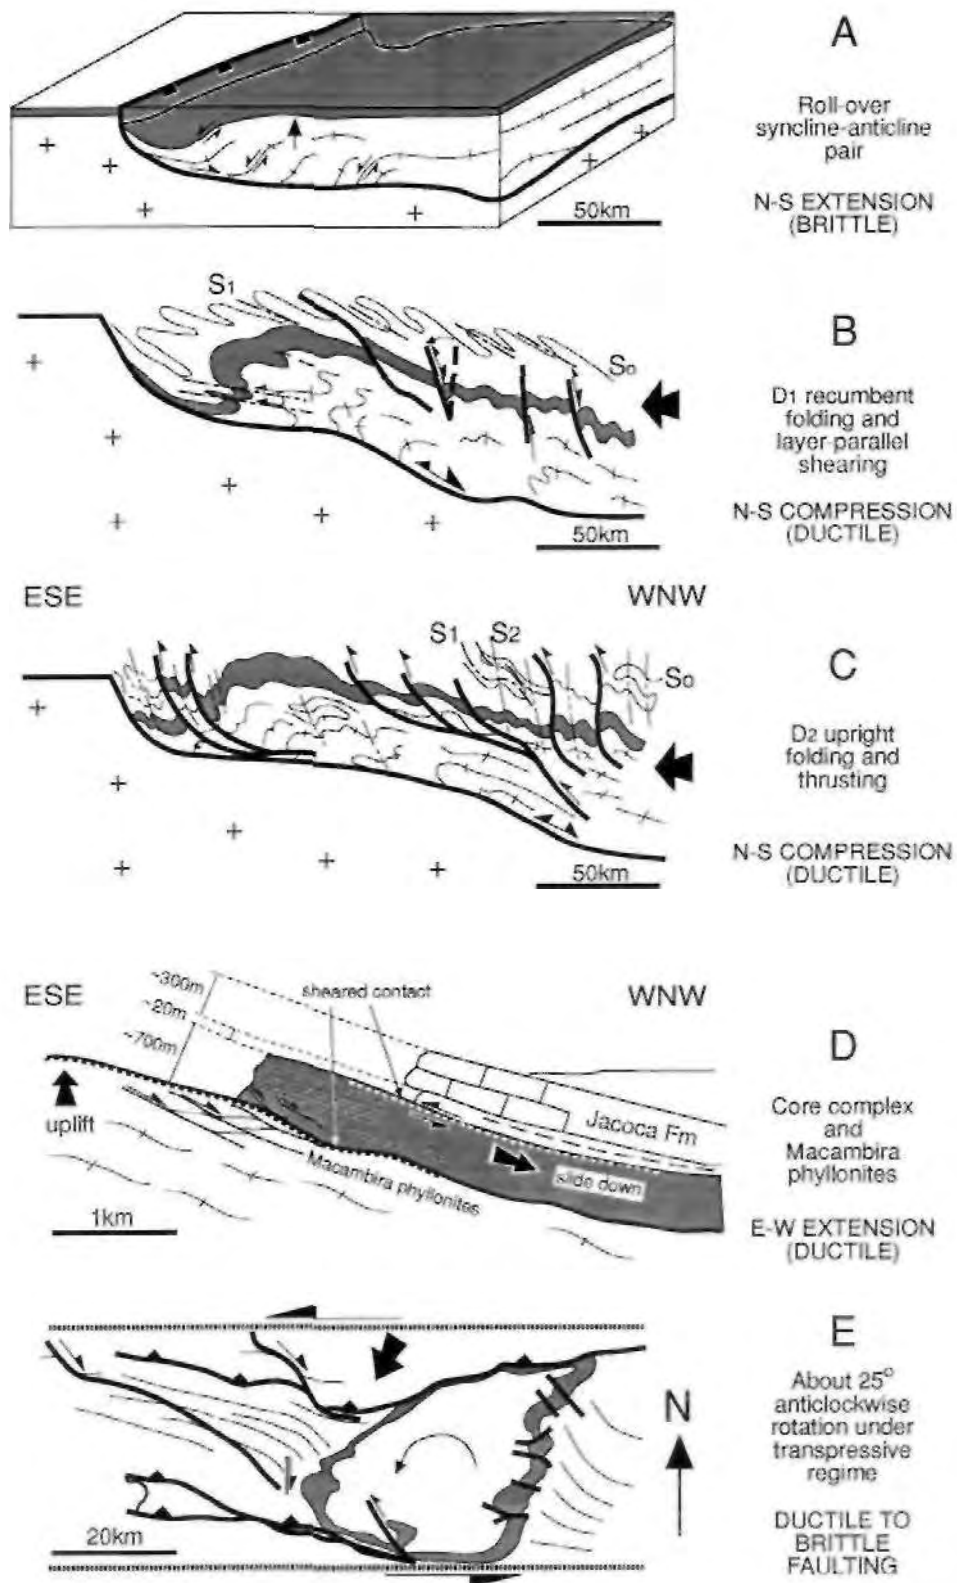 A
Roll-over
syncline-anticline
pair
N-S EXTENSION
(BRITTLE)
50km
S1
So
B
D1 recumbent
folding and
layer-parallel
shearing
N-S COMPRESSION
(DUCTILE)
50km
ESE
WNW
S1 S2
So
C
D2 upright
folding and
thrusting
N-S COMPRESSION
(DUCTILE)
50km
ESE
WNW
~300m
~20m
~700m
sheared contact
uplift
Jacoca Fm
slide down
Macambira phyllonites
1km
D
Core complex
and
Macambira
phyllonites
E-W EXTENSION
(DUCTILE)
E
About 25°
anticlockwise
rotation under
transpressive
regime
DUCTILE TO
BRITTLE
FAULTING
N
20km